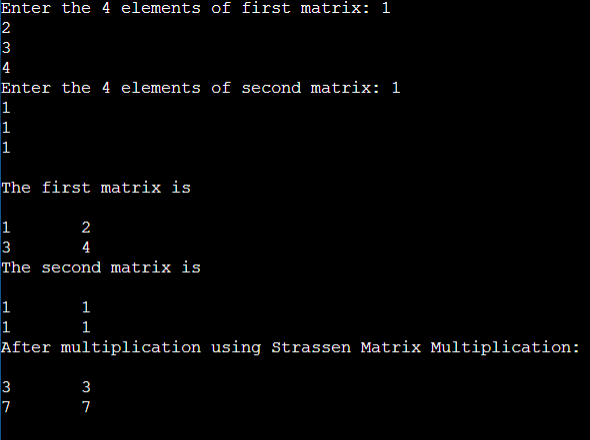 Enter the 4 elements of first matrix: 1
2
3
4
Enter the 4 elements of second matrix: 1
1
1
1
The first matrix is
1 2
3 4
The second matrix is
1 1
1 1
After multiplication using Strassen Matrix Multiplication:
3 3
7 7